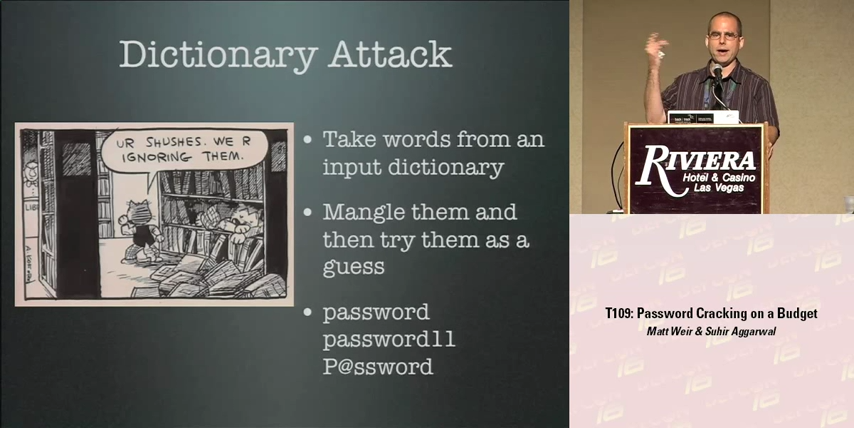 Dictionary Attack
UR SHUSHES. WE R
IGNORING THEM.
LIB
• Take words from an
input dictionary
• Mangle them and
then try them as a
guess
• password
password11
P@ssword
RIVIERA
Hotel & Casino
Las Vegas
T109: Password Cracking on a Budget
Matt Weir & Suhir Aggarwal